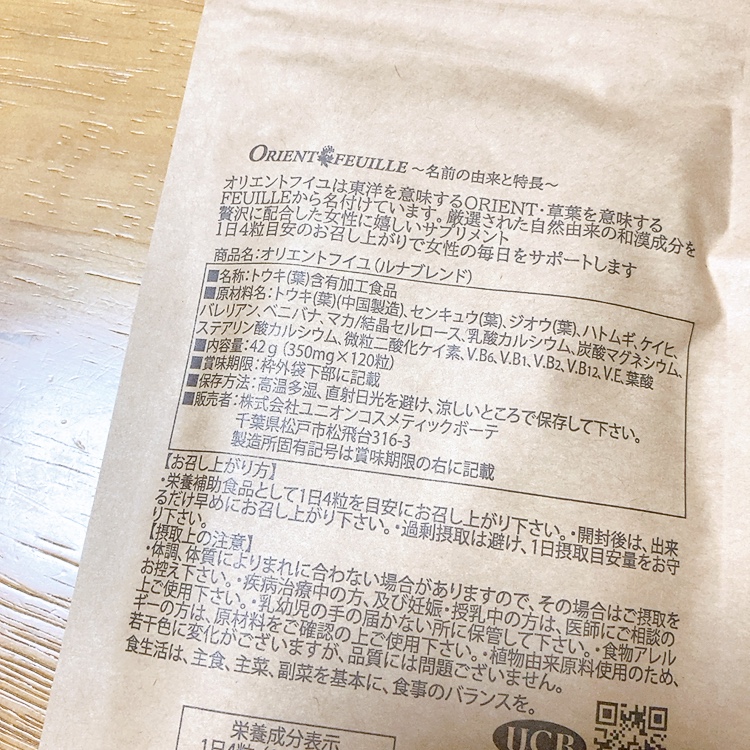 ORIENT FEUILLE ～名前の由来と特長～
オリエントフイユは東洋を意味するORIENT・草葉を意味する
FEUILLEから名付けています。厳選された自然由来の和漢成分を
贅沢に配合した女性に嬉しいサプリメント
1日4粒目安のお召し上がりで女性の毎日をサポートします
商品名:オリエントフイユ(ルナブレンド)
■名称:トウキ(葉)含有加工食品
■原材料名:トウキ(葉)(中国製造)、センキュウ(葉)、ジオウ(葉)、ハトムギ、ケイヒ、
バレリアン、ベニバナ、マカ/結晶セルロース、乳酸カルシウム、炭酸マグネシウム、
ステアリン酸カルシウム、微粒二酸化ケイ素、V.B6、V.B1、V.B2、V.B12、V.E、葉酸
■内容量:42g(350mg×120粒)
■賞味期限:枠外袋下部に記載
■保存方法:高温多湿、直射日光を避け、涼しいところで保存して下さい。
■販売者:株式会社ユニオンコスメティックボーテ
千葉県松戸市松飛台316-3
製造所固有記号は賞味期限の右に記載
【お召し上がり方】
・栄養補助食品として1日4粒を目安にお召し上がり下さい。・開封後は、出来
るだけ早めにお召し上がり下さい。・過剰摂取は避け、1日摂取目安量をお守
り下さい。
【摂取上の注意】
・体調、体質によりまれに合わない場合がありますので、その場合はご摂取を
お控え下さい。・疾病治療中の方、及び妊娠・授乳中の方は、医師にご相談の
上ご使用下さい。・乳幼児の手の届かない所に保管して下さい。・食物アレル
ギーの方は、原材料をご確認の上ご使用下さい。・植物由来原料使用のため、
若干色に変化がございますが、品質には問題ございません。
食生活は、主食、主菜、副菜を基本に、食事のバランスを。
栄養成分表示
UCB